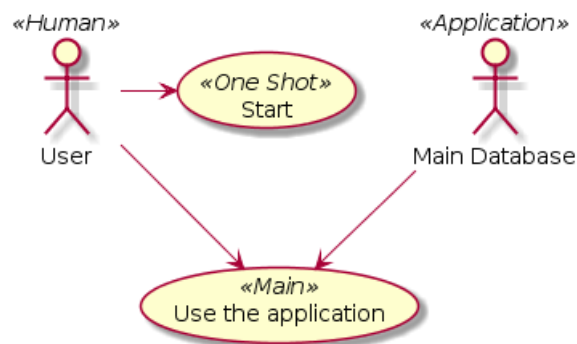 «Human»
User
«One Shot»
Start
«Application»
Main Database
«Main»
Use the application